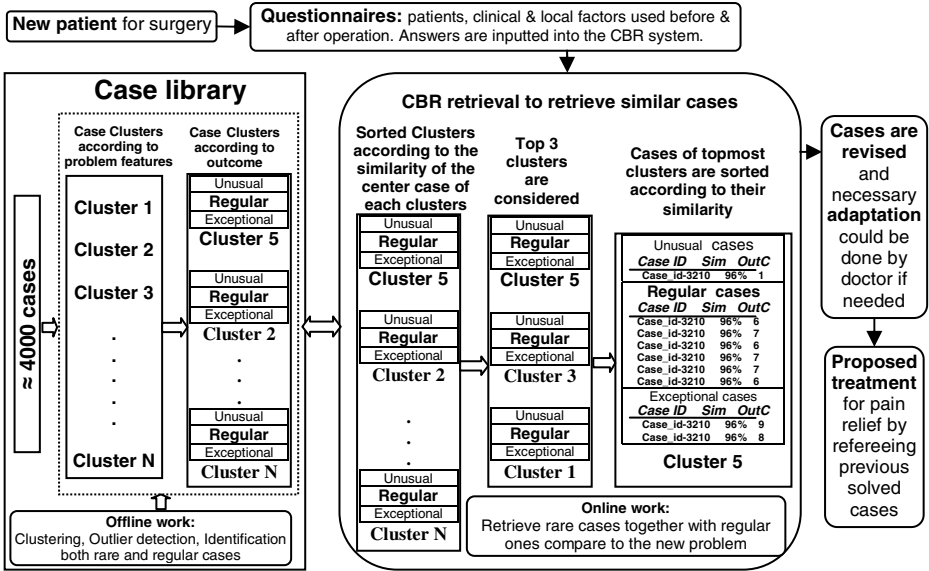 New patient for surgery
Questionnaires: patients, clinical & local factors used before &
after operation. Answers are inputted into the CBR system.
Case library
Case Clusters
according to
problem features
Cluster 1
Cluster 2
Cluster 3
.
.
.
.
.
Cluster N
≈ 4000 cases
Case Clusters
according to
outcome
Unusual
Regular
Exceptional
Cluster 5
Unusual
Regular
Exceptional
Cluster 2
.
.
.
Unusual
Regular
Exceptional
Cluster N
Offline work:
Clustering, Outlier detection, Identification
both rare and regular cases
CBR retrieval to retrieve similar cases
Sorted Clusters
according to the
similarity of the
center case of
each clusters
Unusual
Regular
Exceptional
Cluster 5
Unusual
Regular
Exceptional
Cluster 2
.
.
.
Unusual
Regular
Exceptional
Cluster N
Top 3
clusters
are
considered
Unusual
Regular
Exceptional
Cluster 5
Unusual
Regular
Exceptional
Cluster 3
Unusual
Regular
Exceptional
Cluster 1
Cases of topmost
clusters are sorted
according to their
similarity
Unusual cases
Case ID Sim OutC
Case_id-3210 96% 1
Regular cases
Case ID Sim OutC
Case_id-3210 96% 6
Case_id-3210 96% 7
Case_id-3210 96% 6
Case_id-3210 96% 7
Case_id-3210 96% 7
Case_id-3210 96% 6
Exceptional cases
Case ID Sim OutC
Case_id-3210 96% 9
Case_id-3210 96% 8
Cluster 5
Online work:
Retrieve rare cases together with regular
ones compare to the new problem
Cases are
revised
and
necessary
adaptation
could be
done by
doctor if
needed
Proposed
treatment
for pain
relief by
refereeing
previous
solved
cases